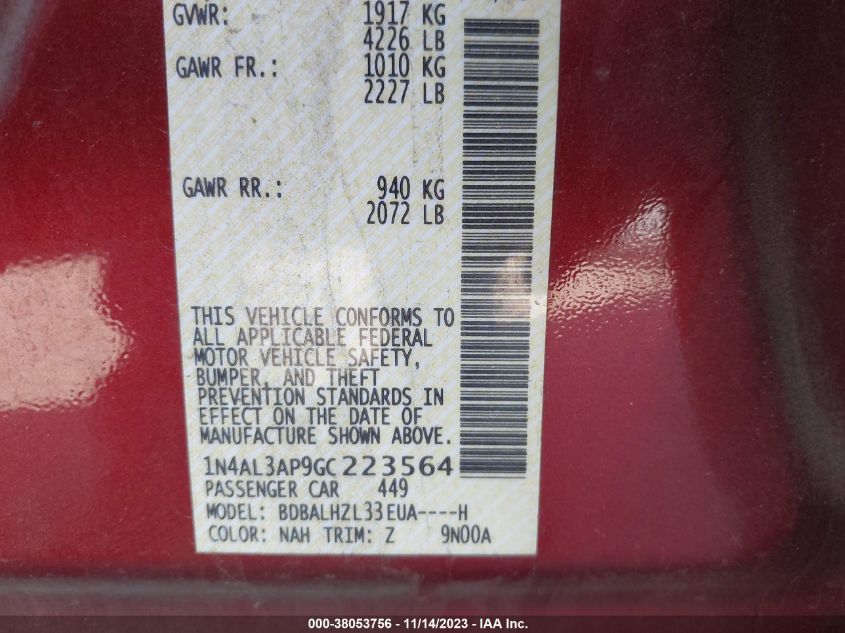 GVWR: 1917 KG
4226 LB
GAWR FR.: 1010 KG
2227 LB
GAWR RR.: 940 KG
2072 LB
THIS VEHICLE CONFORMS TO
ALL APPLICABLE FEDERAL
MOTOR VEHICLE SAFETY,
BUMPER, AND THEFT
PREVENTION STANDARDS IN
EFFECT ON THE DATE OF
MANUFACTURE SHOWN ABOVE.
1N4AL3AP9GC223564
PASSENGER CAR 449
MODEL: BDBALHZL33EUA----H
COLOR: NAH TRIM: Z 9N00A
000-38053756 - 11/14/2023 - IAA Inc.